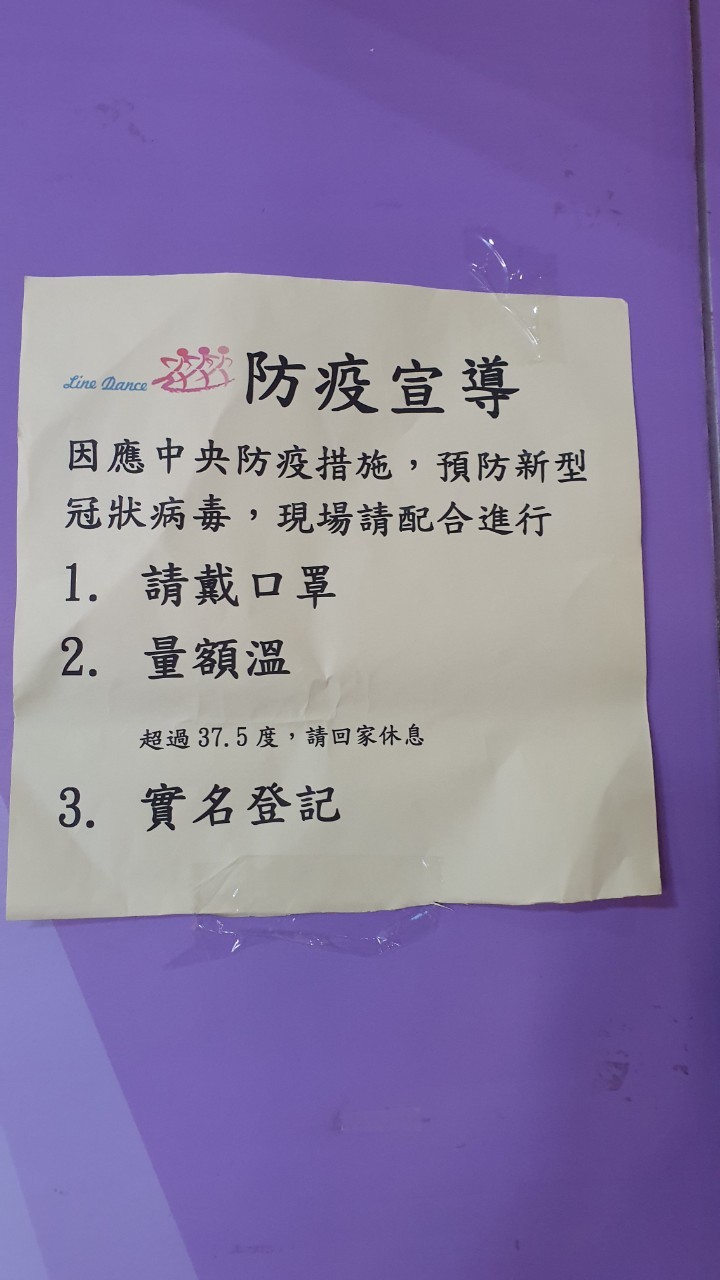 Line Dance 防疫宣導
因應中央防疫措施，預防新型
冠狀病毒，現場請配合進行
1. 請戴口罩
2. 量額溫
超過 37.5 度，請回家休息
3. 實名登記